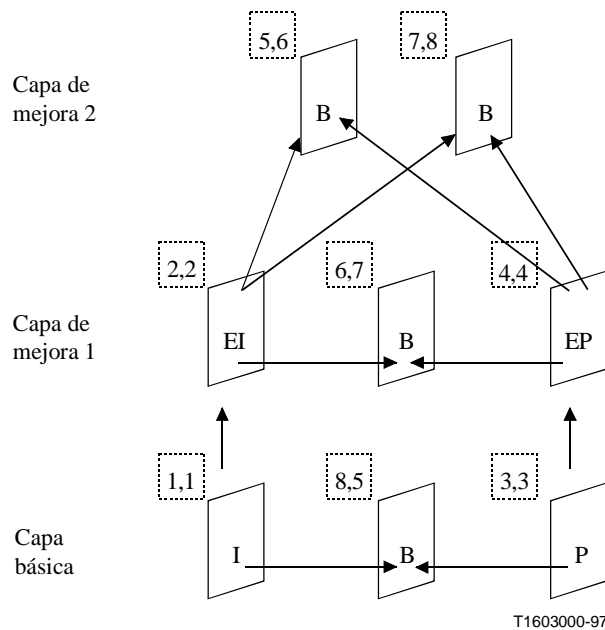 5,6
7,8
Capa de
mejora 2
B
B
2,2
6,7
4,4
Capa de
mejora 1
EI
B
EP
1,1
8,5
3,3
Capa
básica
I
B
P
T1603000-97